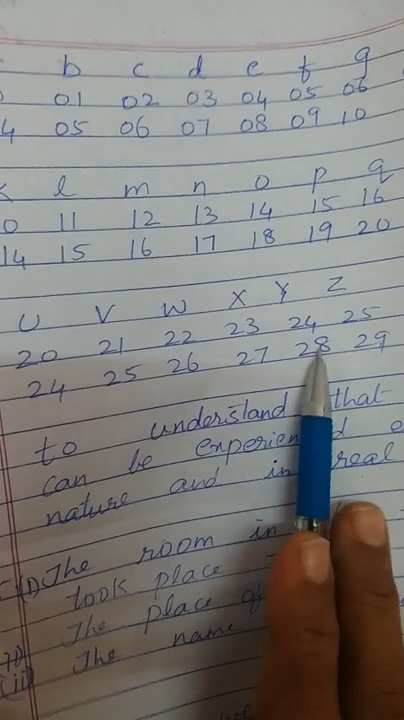 b c d e f g
01 02 03 04 05 06
4 05 06 07 08 09 10
k l m n o p q
0 11 12 13 14 15 16
14 15 16 17 18 19 20
U V W X Y Z
20 21 22 23 24 25
24 25 26 27 28 29
to understand that
can be experien d
nature and in real
(i) The room in
took place
The place of
(ii) The name